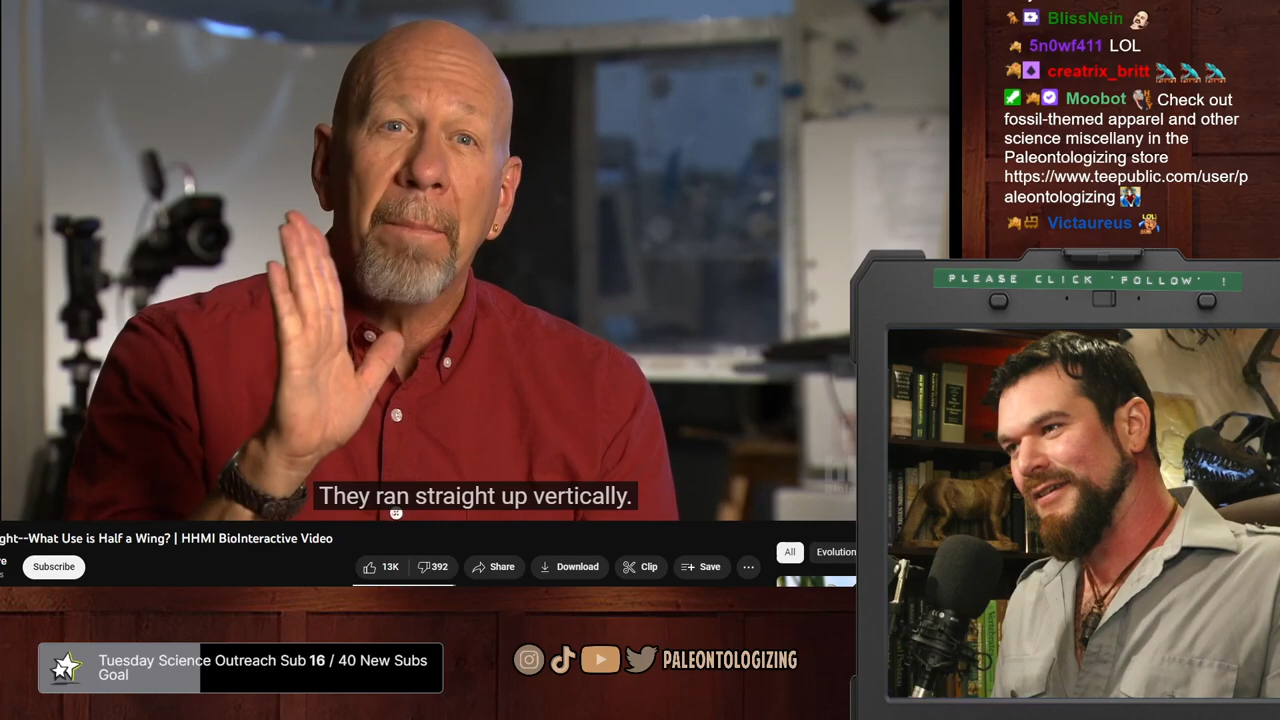 BlissNein
5n0wf411 LOL
creatrix_britt
Moobot Check out
fossil-themed apparel and other
science miscellany in the
Paleontologizing store
https://www.teepublic.com/user/p
aleontologizing
Victaureus
PLEASE CLICK 'FOLLOW' !
They ran straight up vertically.
ght--What Use is Half a Wing? | HHMI BioInteractive Video
Subscribe
13K
392
Share
Download
Clip
Save
All
Evolution
Tuesday Science Outreach Sub 16 / 40 New Subs
Goal
PALEONTOLOGIZING